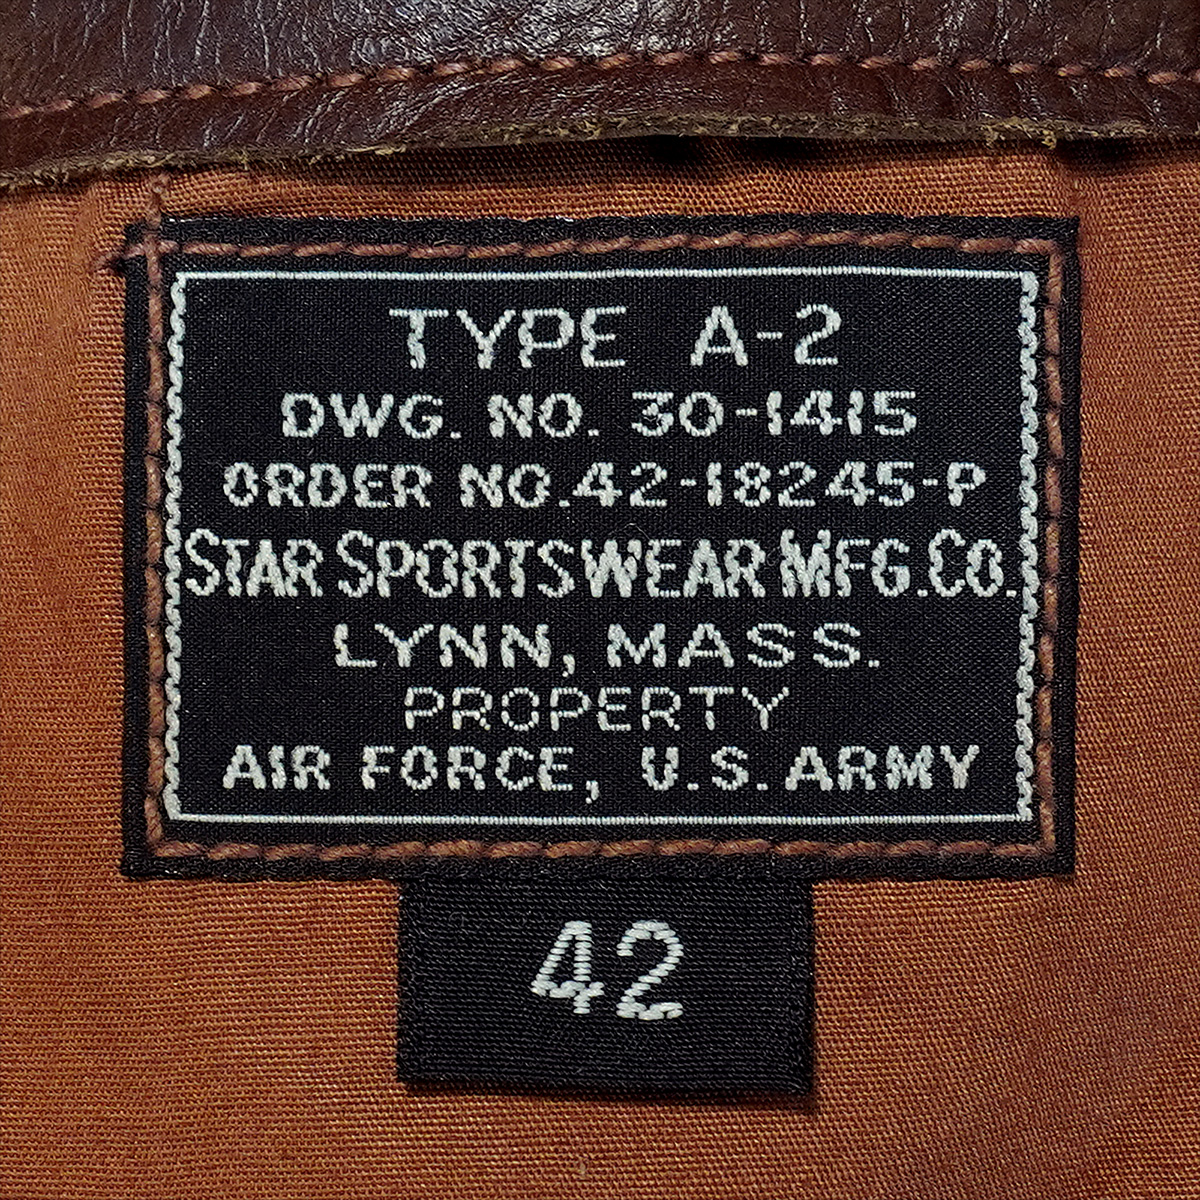 TYPE A-2
DWG. NO. 30-1415
ORDER NO.42-18245-P
STAR SPORTSWEAR MFG.CO.
LYNN, MASS.
PROPERTY
AIR FORCE, U.S.ARMY
42